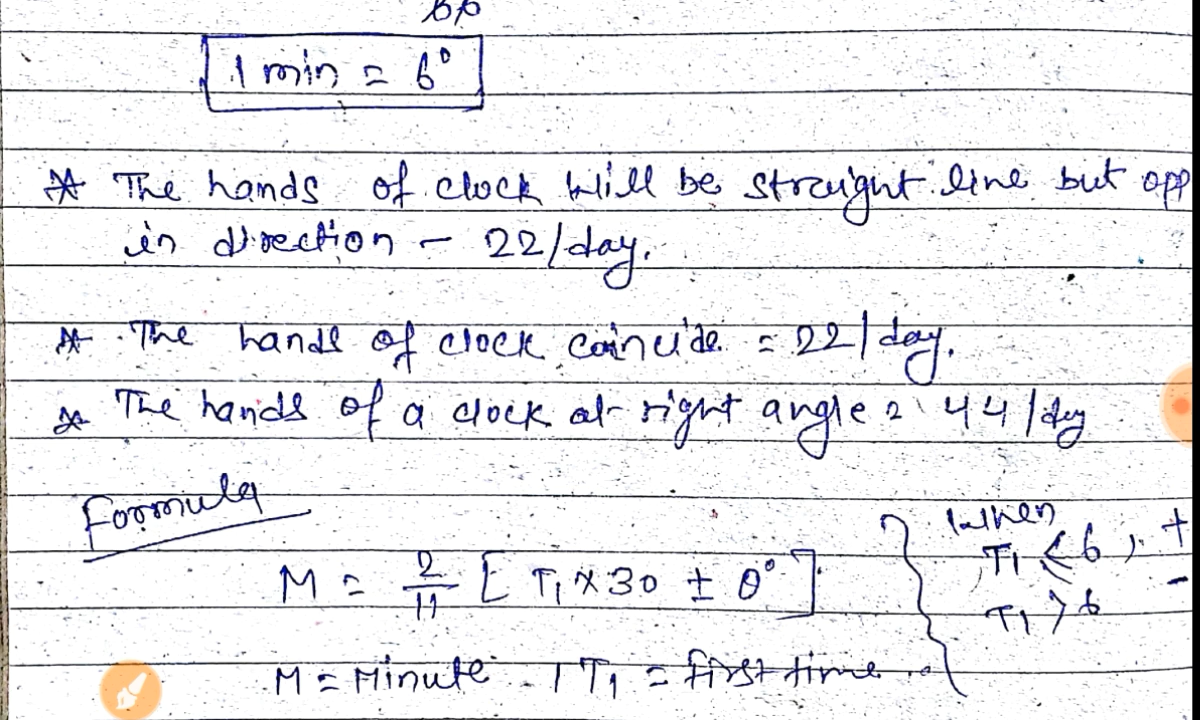 1 min = 6°
* The hands of clock will be straight line but opp
in direction - 22/day.
* The hands of clock coincide = 22/day.
* The hands of a clock at right angle = 44/day
Formula
M = 2/11 [ T₁ × 30 ± θ° ]
When
T₁ ≤ 6, +
T₁ > 6 -
M = Minute , T₁ = first time